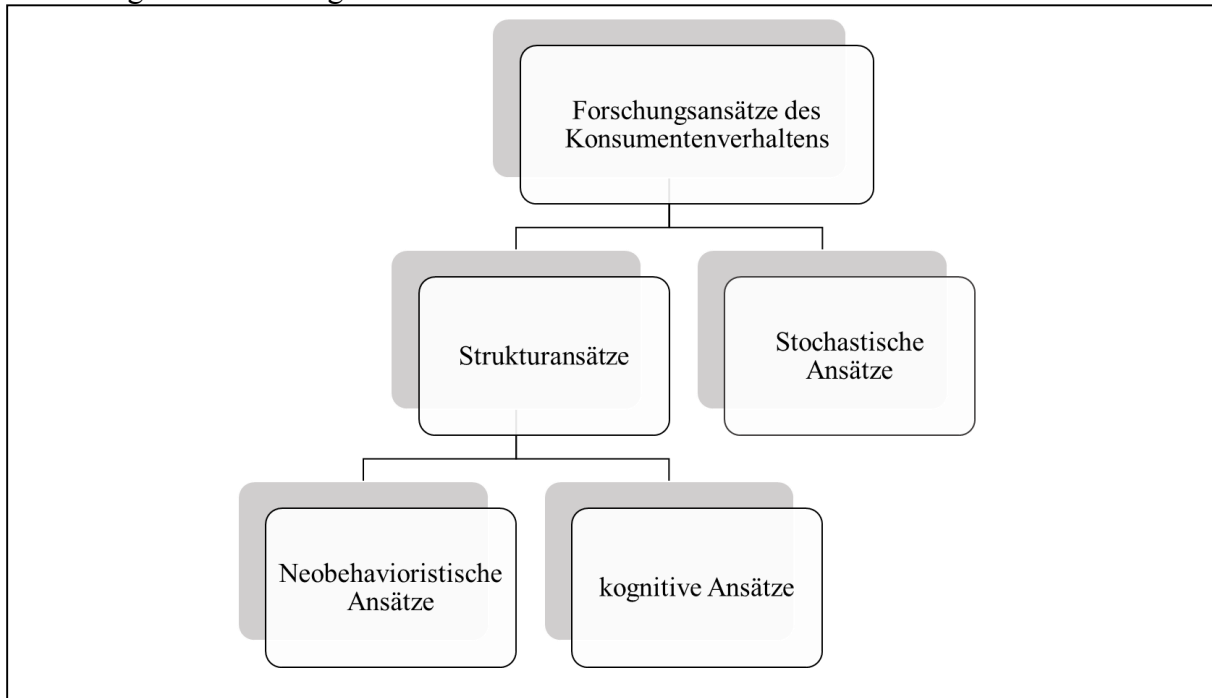 Forschungsansätze des
Konsumentenverhaltens
Strukturansätze
Stochastische
Ansätze
Neobehavioristische
Ansätze
kognitive Ansätze